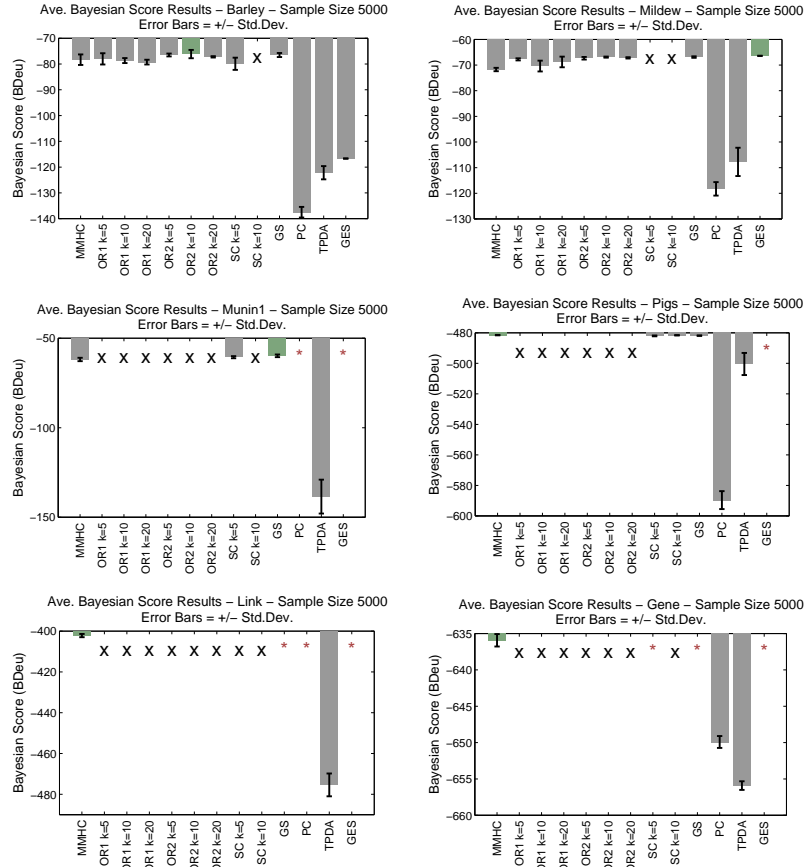 Ave. Bayesian Score Results − Barley − Sample Size 5000
Error Bars = +/− Std.Dev.
Bayesian Score (BDeu)
−70
−80
−90
−100
−110
−120
−130
−140
X
MMHC
OR1 k=5
OR1 k=10
OR1 k=20
OR2 k=5
OR2 k=10
OR2 k=20
SC k=5
SC k=10
GS
PC
TPDA
GES
Ave. Bayesian Score Results − Mildew − Sample Size 5000
Error Bars = +/− Std.Dev.
Bayesian Score (BDeu)
−60
−70
−80
−90
−100
−110
−120
−130
X X
MMHC
OR1 k=5
OR1 k=10
OR1 k=20
OR2 k=5
OR2 k=10
OR2 k=20
SC k=5
SC k=10
GS
PC
TPDA
GES
Ave. Bayesian Score Results − Munin1 − Sample Size 5000
Error Bars = +/− Std.Dev.
Bayesian Score (BDeu)
−50
−100
−150
X X X X X X X * *
MMHC
OR1 k=5
OR1 k=10
OR1 k=20
OR2 k=5
OR2 k=10
OR2 k=20
SC k=5
SC k=10
GS
PC
TPDA
GES
Ave. Bayesian Score Results − Pigs − Sample Size 5000
Error Bars = +/− Std.Dev.
Bayesian Score (BDeu)
−480
−500
−520
−540
−560
−580
−600
X X X X X X *
MMHC
OR1 k=5
OR1 k=10
OR1 k=20
OR2 k=5
OR2 k=10
OR2 k=20
SC k=5
SC k=10
GS
PC
TPDA
GES
Ave. Bayesian Score Results − Link − Sample Size 5000
Error Bars = +/− Std.Dev.
Bayesian Score (BDeu)
−400
−420
−440
−460
−480
X X X X X X X X * * *
MMHC
OR1 k=5
OR1 k=10
OR1 k=20
OR2 k=5
OR2 k=10
OR2 k=20
SC k=5
SC k=10
GS
PC
TPDA
GES
Ave. Bayesian Score Results − Gene − Sample Size 5000
Error Bars = +/− Std.Dev.
Bayesian Score (BDeu)
−635
−640
−645
−650
−655
−660
X X X X X X * X * *
MMHC
OR1 k=5
OR1 k=10
OR1 k=20
OR2 k=5
OR2 k=10
OR2 k=20
SC k=5
SC k=10
GS
PC
TPDA
GES